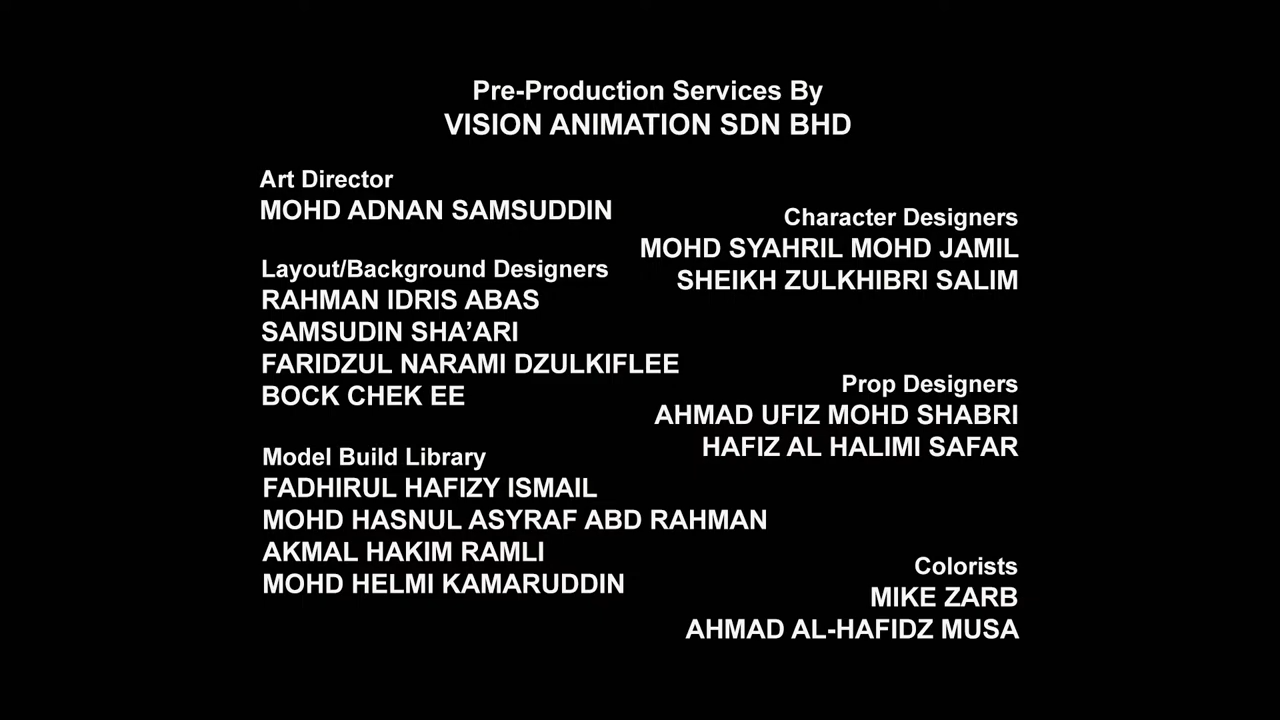 Pre-Production Services By
VISION ANIMATION SDN BHD
Art Director
MOHD ADNAN SAMSUDDIN
Character Designers
MOHD SYAHRIL MOHD JAMIL
SHEIKH ZULKHIBRI SALIM
Layout/Background Designers
RAHMAN IDRIS ABAS
SAMSUDIN SHA’ARI
FARIDZUL NARAMI DZULKIFLEE
BOCK CHEK EE
Prop Designers
AHMAD UFIZ MOHD SHABRI
HAFIZ AL HALIMI SAFAR
Model Build Library
FADHIRUL HAFIZY ISMAIL
MOHD HASNUL ASYRAF ABD RAHMAN
AKMAL HAKIM RAMLI
MOHD HELMI KAMARUDDIN
Colorists
MIKE ZARB
AHMAD AL-HAFIDZ MUSA